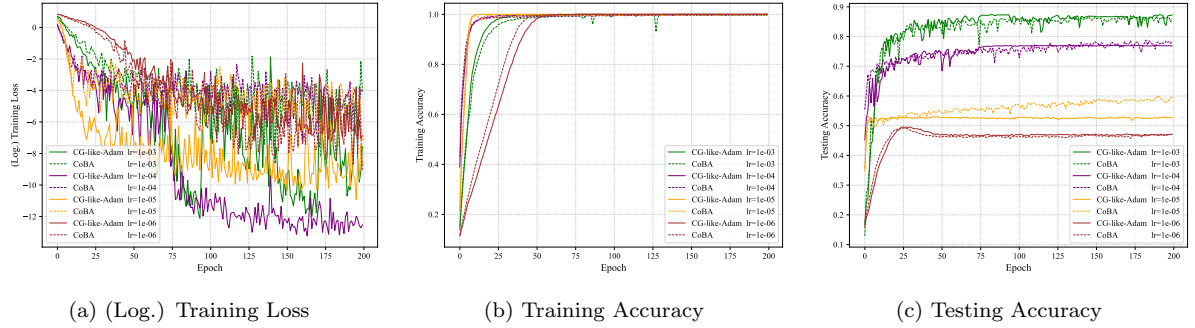 0
−2
−4
−6
−8
−10
−12
(Log.) Training Loss
CG-like-Adam lr=1e-03
CoBA lr=1e-03
CG-like-Adam lr=1e-04
CoBA lr=1e-04
CG-like-Adam lr=1e-05
CoBA lr=1e-05
CG-like-Adam lr=1e-06
CoBA lr=1e-06
0 25 50 75 100 125 150 175 200
Epoch
(a) (Log.) Training Loss
1.0
0.8
0.6
0.4
0.2
Training Accuracy
CG-like-Adam lr=1e-03
CoBA lr=1e-03
CG-like-Adam lr=1e-04
CoBA lr=1e-04
CG-like-Adam lr=1e-05
CoBA lr=1e-05
CG-like-Adam lr=1e-06
CoBA lr=1e-06
0 25 50 75 100 125 150 175 200
Epoch
(b) Training Accuracy
0.9
0.8
0.7
0.6
0.5
0.4
0.3
0.2
0.1
Testing Accuracy
CG-like-Adam lr=1e-03
CoBA lr=1e-03
CG-like-Adam lr=1e-04
CoBA lr=1e-04
CG-like-Adam lr=1e-05
CoBA lr=1e-05
CG-like-Adam lr=1e-06
CoBA lr=1e-06
0 25 50 75 100 125 150 175 200
Epoch
(c) Testing Accuracy